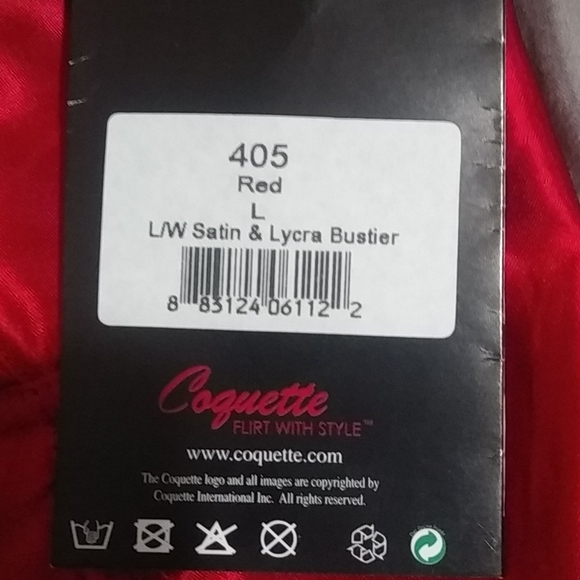 405
Red
L
L/W Satin & Lycra Bustier
8 83124 06112 2
Coquette
FLIRT WITH STYLE™
www.coquette.com
The Coquette logo and all images are copyrighted by
Coquette International Inc. All rights reserved.